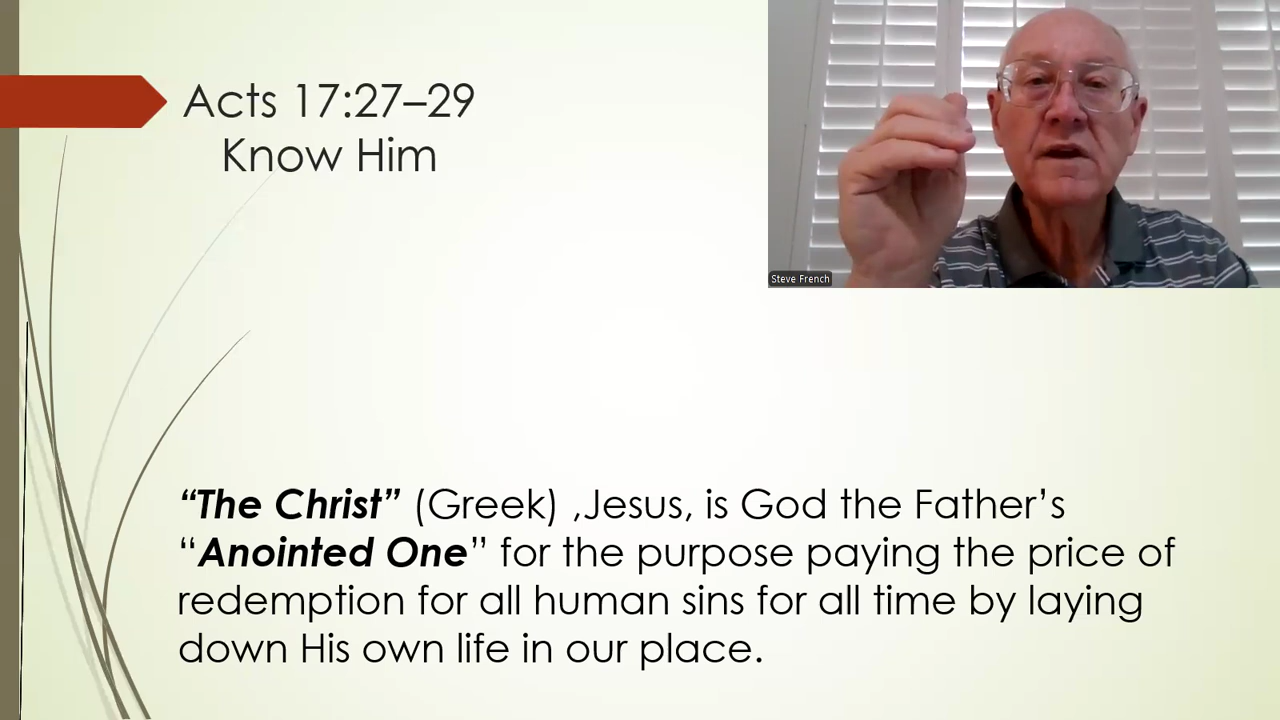 Acts 17:27–29
Know Him
Steve French
“The Christ” (Greek) ,Jesus, is God the Father’s
“Anointed One” for the purpose paying the price of
redemption for all human sins for all time by laying
down His own life in our place.